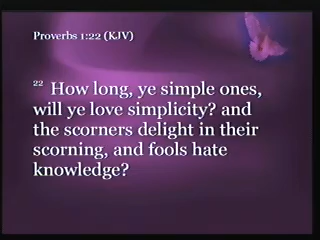 Proverbs 1:22 (KJV)
22 How long, ye simple ones,
will ye love simplicity? and
the scorners delight in their
scorning, and fools hate
knowledge?